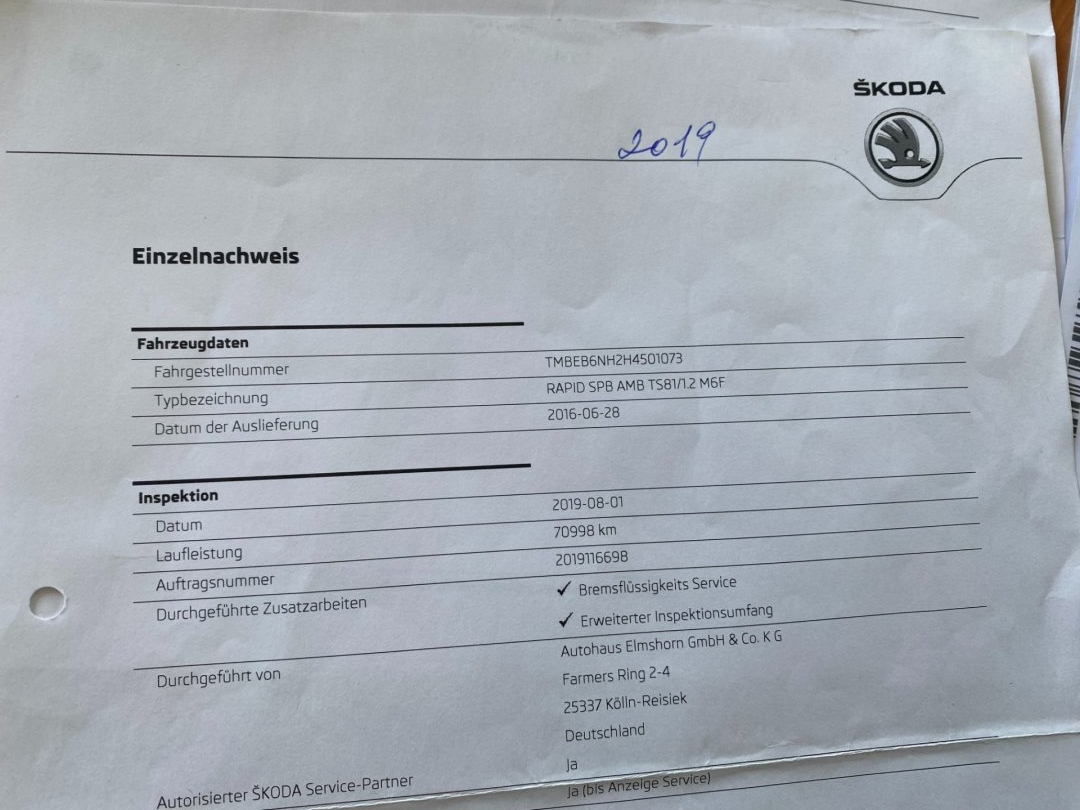 ŠKODA
2019
Einzelnachweis
Fahrzeugdaten
Fahrgestellnummer TMBEB6NH2H4501073
Typbezeichnung RAPID SPB AMB TS81/1.2 M6F
Datum der Auslieferung 2016-06-28
Inspektion
Datum 2019-08-01
Laufleistung 70998 km
Auftragsnummer 2019116698
Durchgeführte Zusatzarbeiten ✓ Bremsflüssigkeits Service
✓ Erweiterter Inspektionsumfang
Durchgeführt von Autohaus Elmshorn GmbH & Co. K G
Farmers Ring 2-4
25337 Kölln-Reisiek
Deutschland
Autorisierter ŠKODA Service-Partner Ja
Ja (bis Anzeige Service)